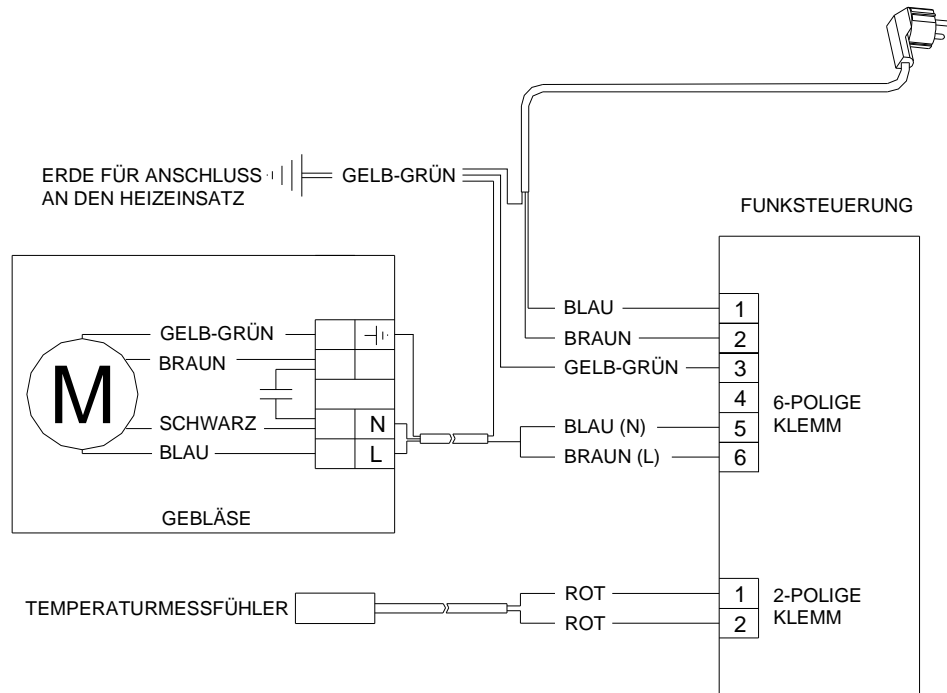 ERDE FÜR ANSCHLUSS
AN DEN HEIZEINSATZ
GELB-GRÜN
FUNKSTEUERUNG
BLAU
1
BRAUN
2
GELB-GRÜN
3
4
BLAU (N)
5
BRAUN (L)
6
6-POLIGE
KLEMM
GELB-GRÜN
BRAUN
M
SCHWARZ
N
BLAU
L
GEBLÄSE
TEMPERATURMESSFÜHLER
ROT
1
ROT
2
2-POLIGE
KLEMM